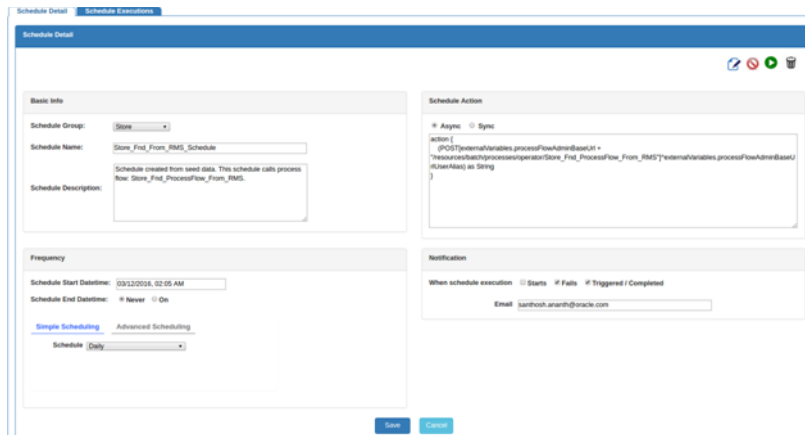 Schedule Detail Schedule Executions
Schedule Detail
Basic Info
Schedule Group: Store
Schedule Name: Store_Fnd_From_RMS_Schedule
Schedule Description: Schedule created from seed data. This schedule calls process
flow: Store_Fnd_ProcessFlow_From_RMS.
Schedule Action
Async Sync
action {
(POST[externalVariables.processFlowAdminBaseUrl +
"/resources/batch/processes/operator/Store_Fnd_ProcessFlow_From_RMS"]^externalVariables.processFlowAdminBaseU
rlUserAlias) as String
}
Frequency
Schedule Start Datetime: 03/12/2016, 02:05 AM
Schedule End Datetime: Never On
Simple Scheduling Advanced Scheduling
Schedule Daily
Notification
When schedule execution Starts Fails Triggered / Completed
Email santhosh.ananth@oracle.com
Save Cancel